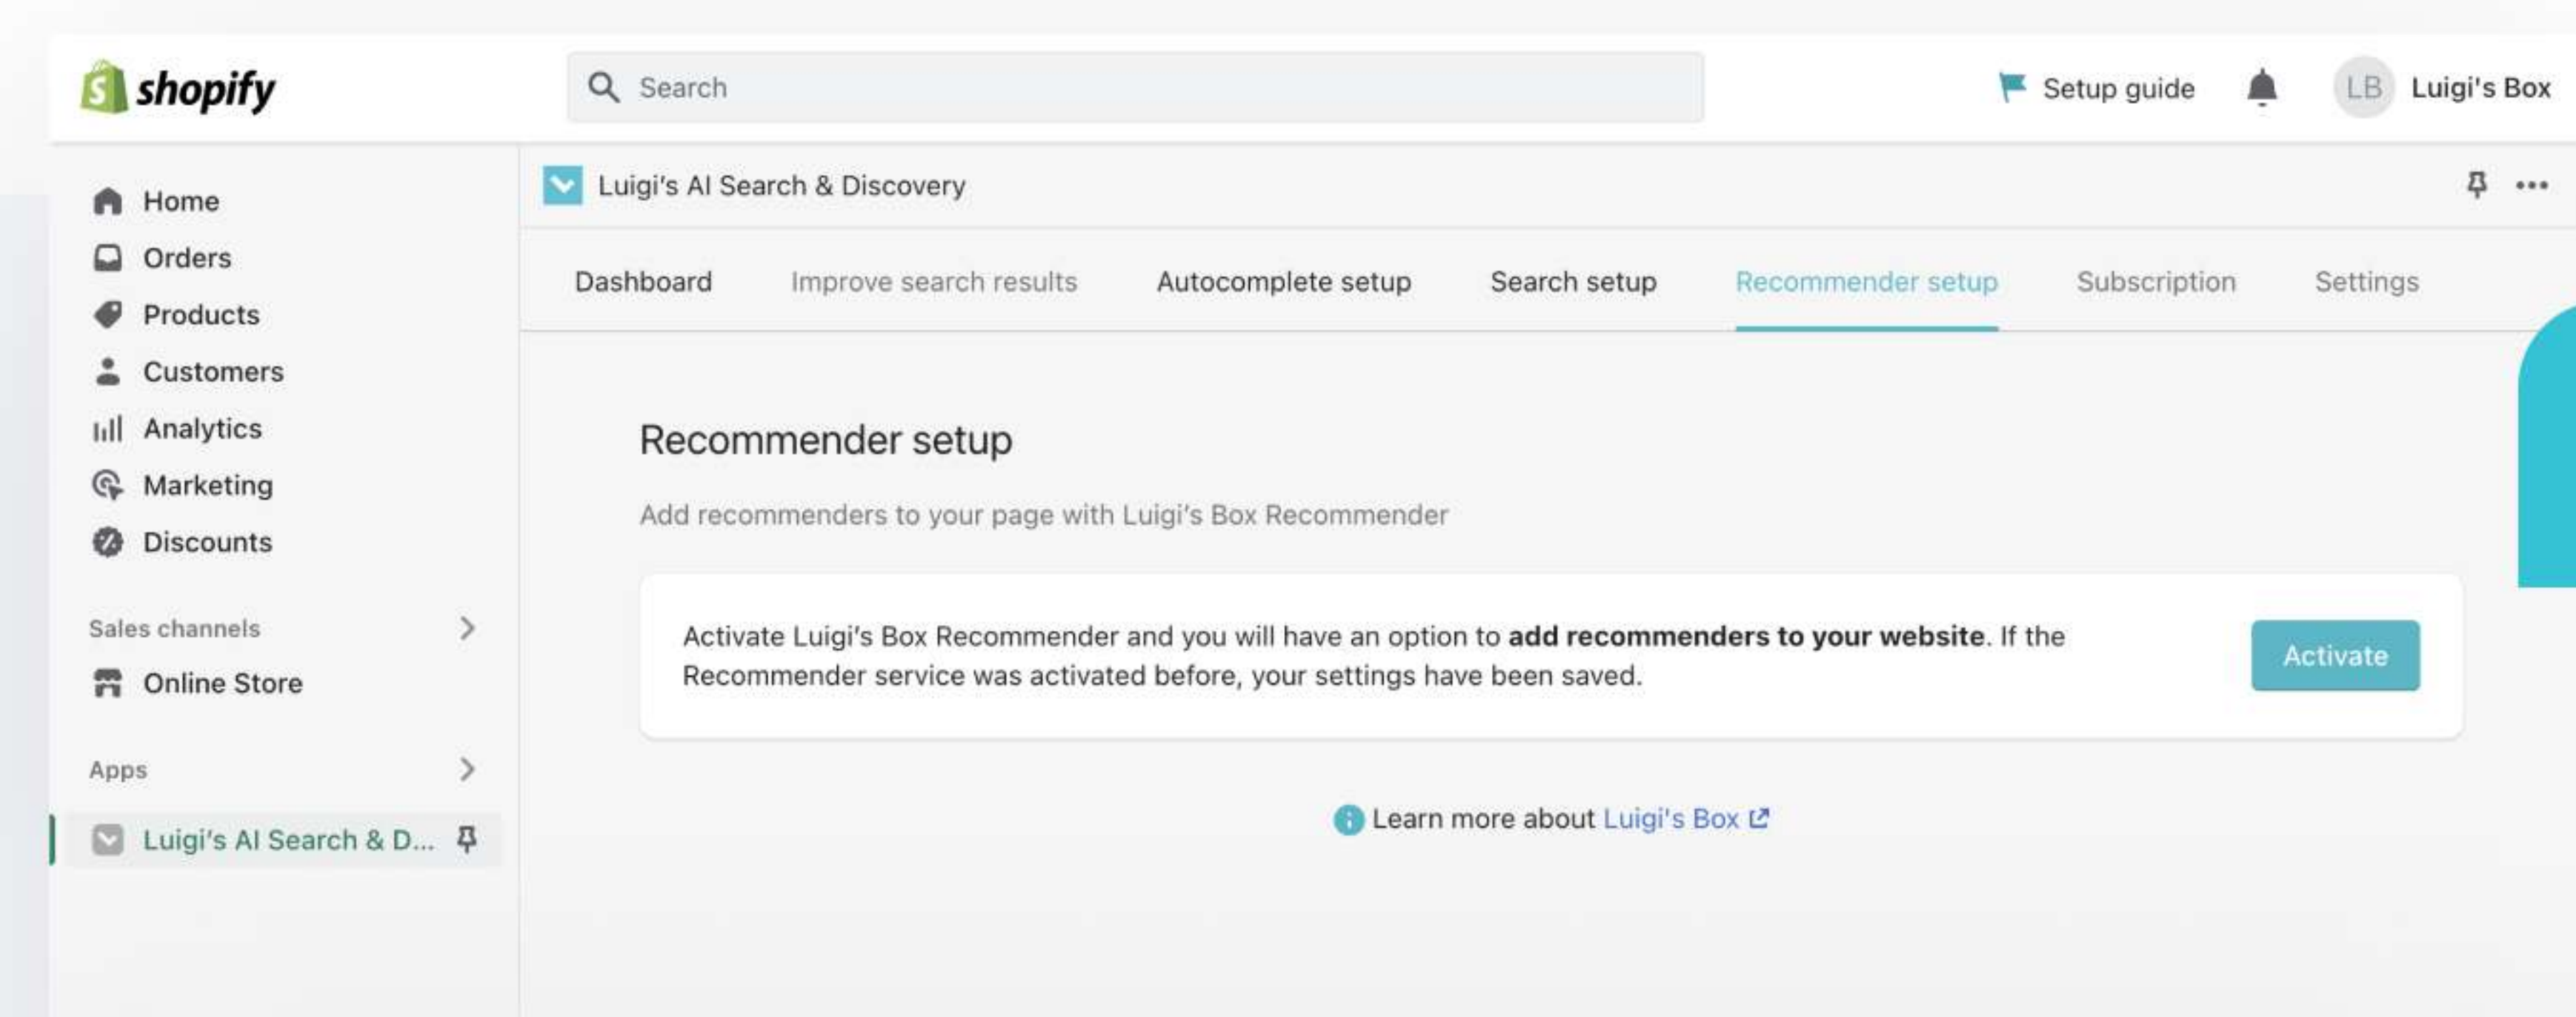 shopify
Search
Setup guide
LB
Luigi's Box
Home
Orders
Products
Customers
Analytics
Marketing
Discounts
Sales channels
Online Store
Apps
Luigi's AI Search & D...
Luigi's AI Search & Discovery
Dashboard
Improve search results
Autocomplete setup
Search setup
Recommender setup
Subscription
Settings
Recommender setup
Add recommenders to your page with Luigi's Box Recommender
Activate Luigi's Box Recommender and you will have an option to add recommenders to your website. If the
Recommender service was activated before, your settings have been saved.
Activate
Learn more about Luigi's Box